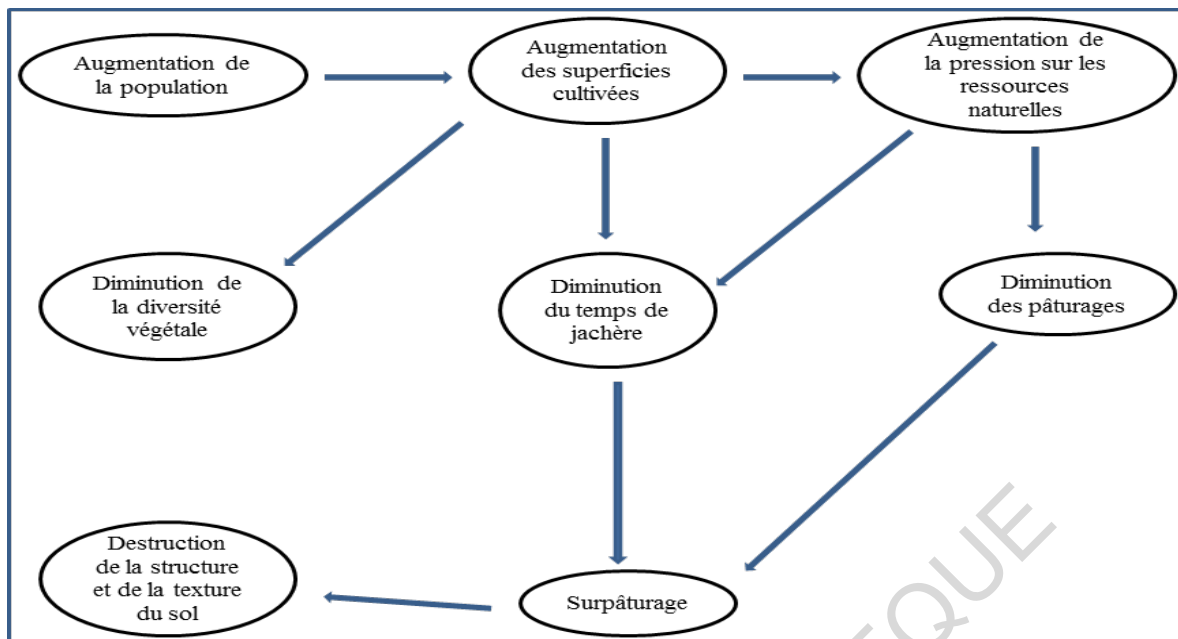 Augmentation de
la population
Augmentation
des superficies
cultivées
Augmentation de
la pression sur les
ressources
naturelles
Diminution de
la diversité
végétale
Diminution
du temps de
jachère
Diminution
des pâturages
Destruction
de la structure
et de la texture
du sol
Surpâturage
EQUE